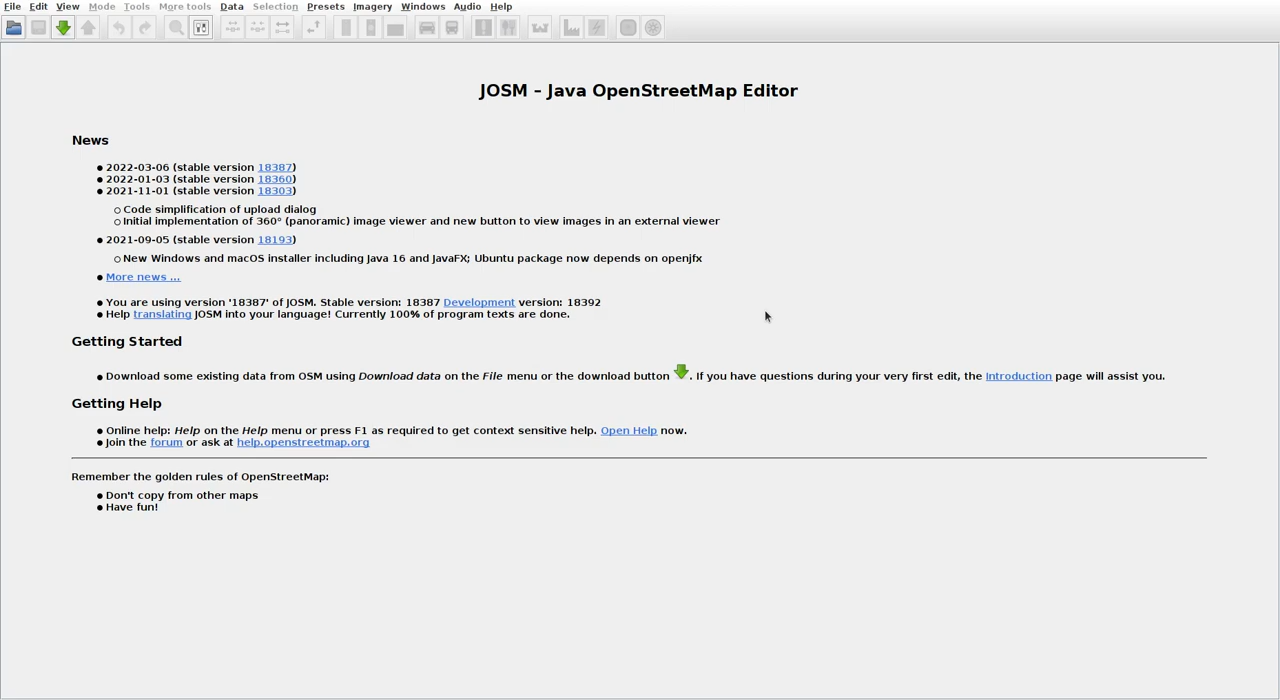 File Edit View Mode Tools More tools Data Selection Presets Imagery Windows Audio Help
JOSM – Java OpenStreetMap Editor
News
● 2022-03-06 (stable version 18387)
● 2022-01-03 (stable version 18360)
● 2021-11-01 (stable version 18303)
○ Code simplification of upload dialog
○ Initial implementation of 360° (panoramic) image viewer and new button to view images in an external viewer
● 2021-09-05 (stable version 18193)
○ New Windows and macOS installer including Java 16 and JavaFX; Ubuntu package now depends on openjfx
● More news ...
● You are using version '18387' of JOSM. Stable version: 18387 Development version: 18392
● Help translating JOSM into your language! Currently 100% of program texts are done.
Getting Started
● Download some existing data from OSM using Download data on the File menu or the download button . If you have questions during your very first edit, the Introduction page will assist you.
Getting Help
● Online help: Help on the Help menu or press F1 as required to get context sensitive help. Open Help now.
● Join the forum or ask at help.openstreetmap.org
Remember the golden rules of OpenStreetMap:
● Don't copy from other maps
● Have fun!